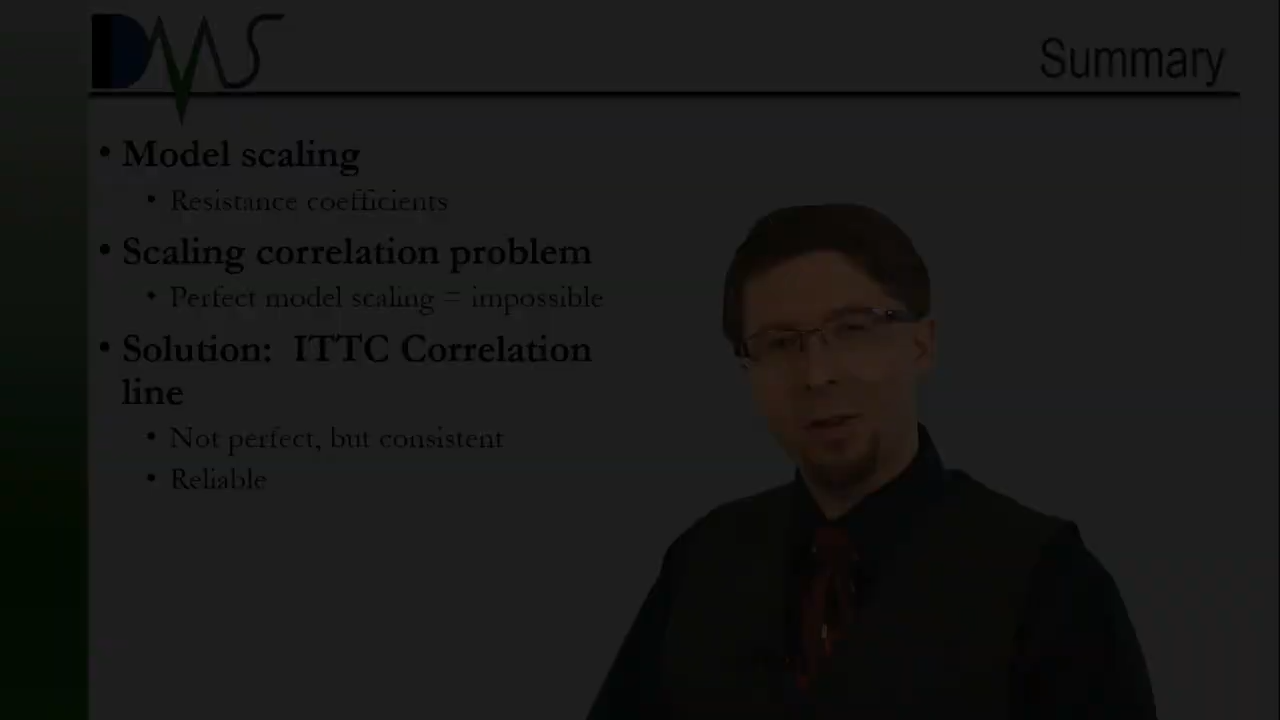 DMS
Summary
• Model scaling
• Resistance coefficients
• Scaling correlation problem
• Perfect model scaling = impossible
• Solution:  ITTC Correlation
line
• Not perfect, but consistent
• Reliable